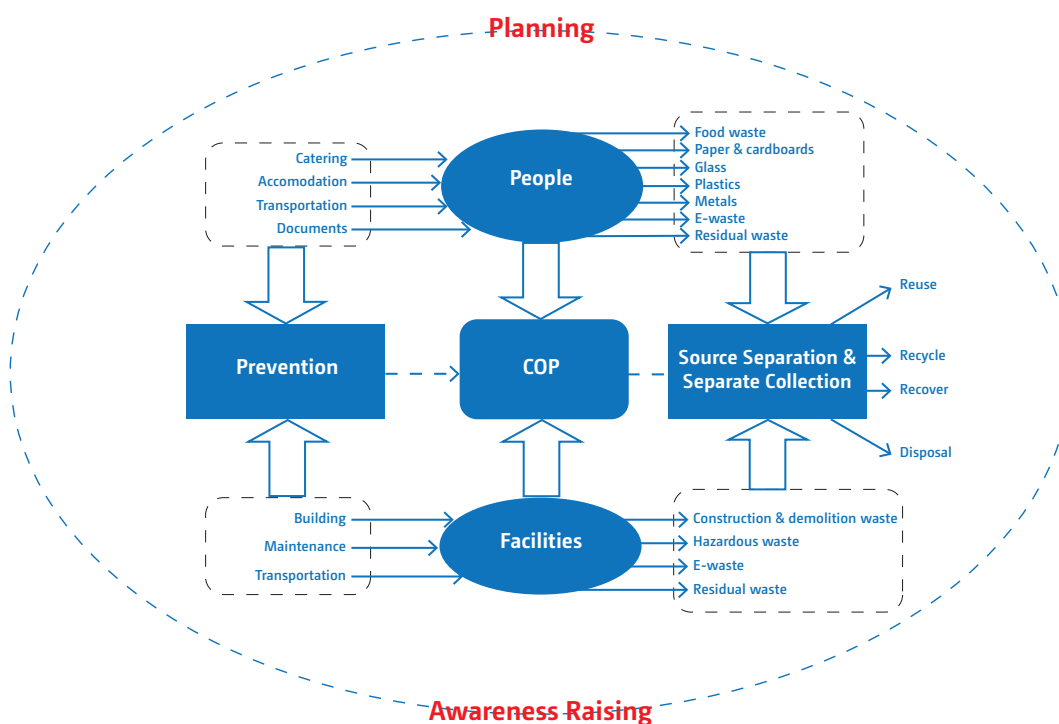 Planning
Catering
Accomodation
Transportation
Documents
People
Food waste
Paper & cardboards
Glass
Plastics
Metals
E-waste
Residual waste
Prevention
COP
Source Separation &
Separate Collection
Reuse
Recycle
Recover
Disposal
Building
Maintenance
Transportation
Facilities
Construction & demolition waste
Hazardous waste
E-waste
Residual waste
Awareness Raising